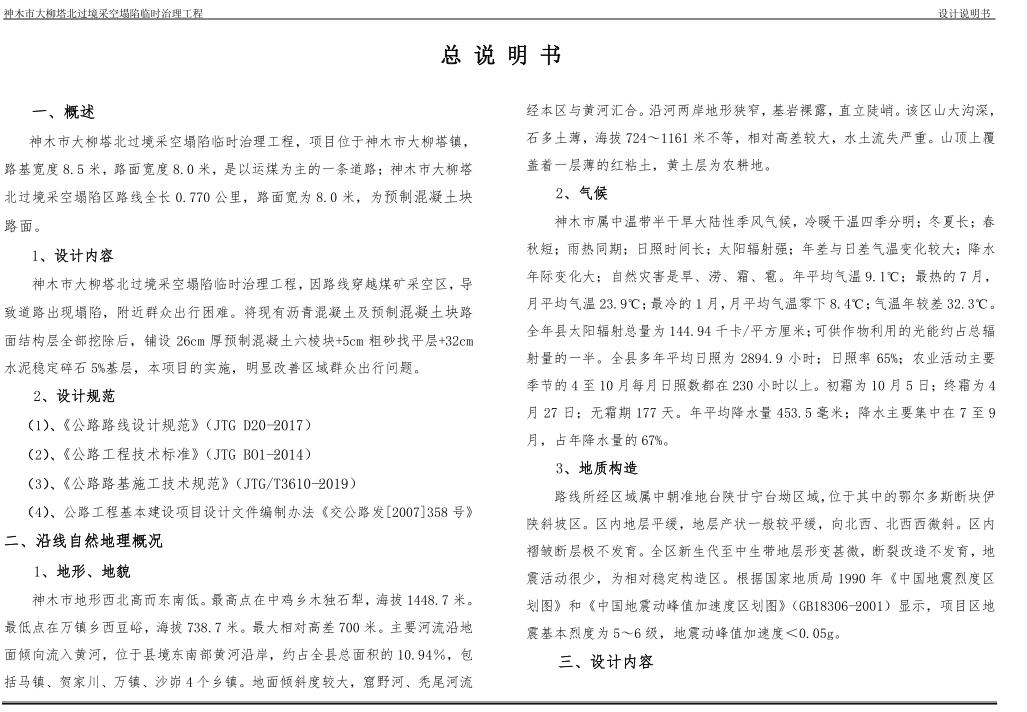 神木市大柳塔北过境采空塌陷临时治理工程
设计说明书
总 说 明 书
一、概述
神木市大柳塔北过境采空塌陷临时治理工程，项目位于神木市大柳塔镇，
路基宽度 8.5 米，路面宽度 8.0 米，是以运煤为主的一条道路；神木市大柳塔
北过境采空塌陷区路线全长 0.770 公里，路面宽为 8.0 米，为预制混凝土块
路面。
1、设计内容
神木市大柳塔北过境采空塌陷临时治理工程，因路线穿越煤矿采空区，导
致道路出现塌陷，附近群众出行困难。将现有沥青混凝土及预制混凝土块路
面结构层全部挖除后，铺设 26cm 厚预制混凝土六棱块+5cm 粗砂找平层+32cm
水泥稳定碎石 5%基层，本项目的实施，明显改善区域群众出行问题。
2、设计规范
（1）、《公路路线设计规范》（JTG D20-2017）
（2）、《公路工程技术标准》（JTG B01-2014）
（3）、《公路路基施工技术规范》（JTG/T3610-2019）
（4）、公路工程基本建设项目设计文件编制办法《交公路发[2007]358 号》
二、沿线自然地理概况
1、地形、地貌
神木市地形西北高而东南低。最高点在中鸡乡木独石犁，海拔 1448.7 米。
最低点在万镇乡西豆峪，海拔 738.7 米。最大相对高差 700 米。主要河流沿地
面倾向流入黄河，位于县境东南部黄河沿岸，约占全县总面积的 10.94%，包
括马镇、贺家川、万镇、沙峁 4 个乡镇。地面倾斜度较大，窟野河、秃尾河流
经本区与黄河汇合。沿河两岸地形狭窄，基岩裸露，直立陡峭。该区山大沟深，
石多土薄，海拔 724～1161 米不等，相对高差较大，水土流失严重。山顶上覆
盖着一层薄的红粘土，黄土层为农耕地。
2、气候
神木市属中温带半干旱大陆性季风气候，冷暖干温四季分明；冬夏长；春
秋短；雨热同期；日照时间长；太阳辐射强；年差与日差气温变化较大；降水
年际变化大；自然灾害是旱、涝、霜、雹。年平均气温 9.1℃；最热的 7 月，
月平均气温 23.9℃；最冷的 1 月，月平均气温零下 8.4℃；气温年较差 32.3℃。
全年县太阳辐射总量为 144.94 千卡/平方厘米；可供作物利用的光能约占总辐
射量的一半。全县多年平均日照为 2894.9 小时；日照率 65%；农业活动主要
季节的 4 至 10 月每月日照数都在 230 小时以上。初霜为 10 月 5 日；终霜为 4
月 27 日；无霜期 177 天。年平均降水量 453.5 毫米；降水主要集中在 7 至 9
月，占年降水量的 67%。
3、地质构造
路线所经区域属中朝准地台陕甘宁台坳区域，位于其中的鄂尔多斯断块伊
陕斜坡区。区内地层平缓，地层产状一般较平缓，向北西、北西西微斜。区内
褶皱断层极不发育。全区新生代至中生带地层形变甚微，断裂改造不发育，地
震活动很少，为相对稳定构造区。根据国家地质局 1990 年《中国地震烈度区
划图》和《中国地震动峰值加速度区划图》（GB18306-2001）显示，项目区地
震基本烈度为 5～6 级，地震动峰值加速度＜0.05g。
三、设计内容